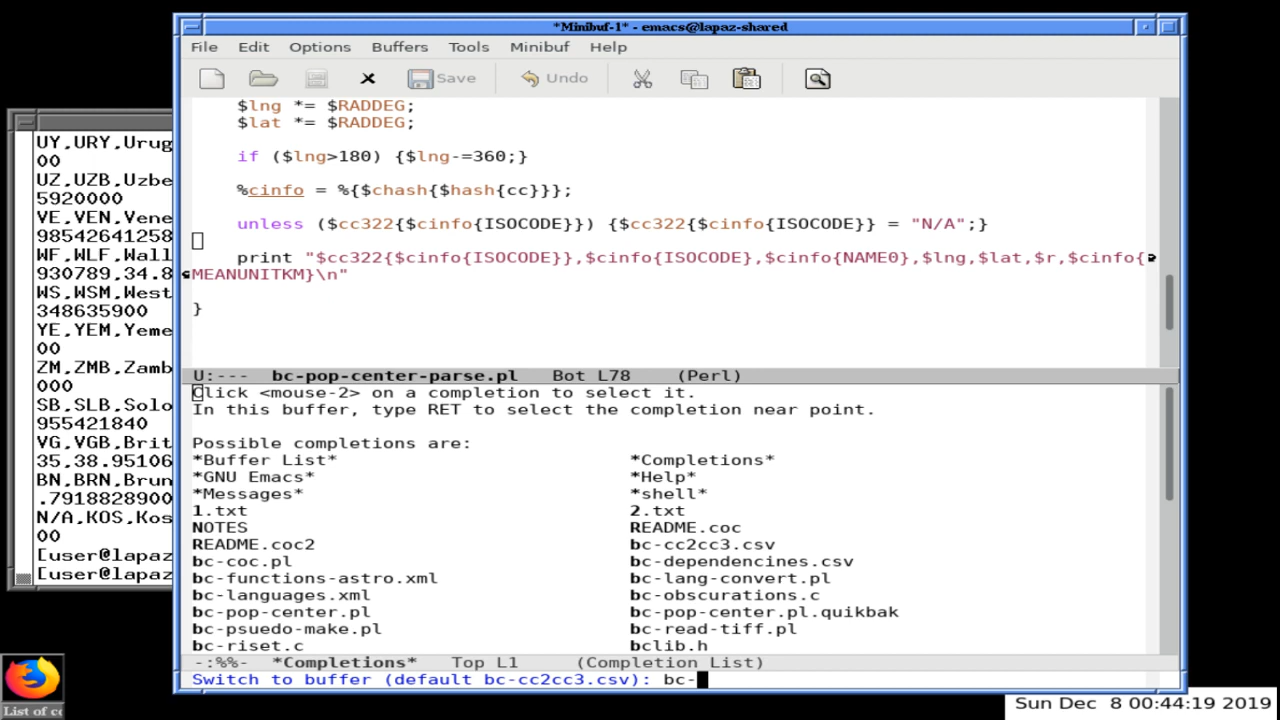 *Minibuf-1* - emacs@lapaz-shared
File Edit Options Buffers Tools Minibuf Help
Save Undo
$lng *= $RADDEG;
$lat *= $RADDEG;
if ($lng>180) {$lng-=360;}
%cinfo = %{$chash{$hash{cc}}};
unless ($cc322{$cinfo{ISOCODE}}) {$cc322{$cinfo{ISOCODE}} = "N/A";}
print "$cc322{$cinfo{ISOCODE}},$cinfo{ISOCODE},$cinfo{NAME0},$lng,$lat,$r,$cinfo{
MEANUNITKM}\n"
}
U:--- bc-pop-center-parse.pl Bot L78 (Perl)
Click <mouse-2> on a completion to select it.
In this buffer, type RET to select the completion near point.
Possible completions are:
*Buffer List* *Completions*
*GNU Emacs* *Help*
*Messages* *shell*
1.txt 2.txt
NOTES README.coc
README.coc2 bc-cc2cc3.csv
bc-coc.pl bc-dependencines.csv
bc-functions-astro.xml bc-lang-convert.pl
bc-languages.xml bc-obscurations.c
bc-pop-center.pl bc-pop-center.pl.quikbak
bc-psuedo-make.pl bc-read-tiff.pl
bc-riset.c bclib.h
-:%%- *Completions* Top L1 (Completion List)
Switch to buffer (default bc-cc2cc3.csv): bc-
UY,URY,Urug
00
UZ,UZB,Uzbe
5920000
VE,VEN,Vene
98542641258
WF,WLF,Wall
930789,34.8
WS,WSM,West
348635900
YE,YEM,Yeme
00
ZM,ZMB,Zamb
000
SB,SLB,Solo
955421840
VG,VGB,Brit
35,38.95106
BN,BRN,Brun
.7918828900
N/A,KOS,Kos
00
[user@lapaz
[user@lapaz
List of co
Sun Dec 8 00:44:19 2019